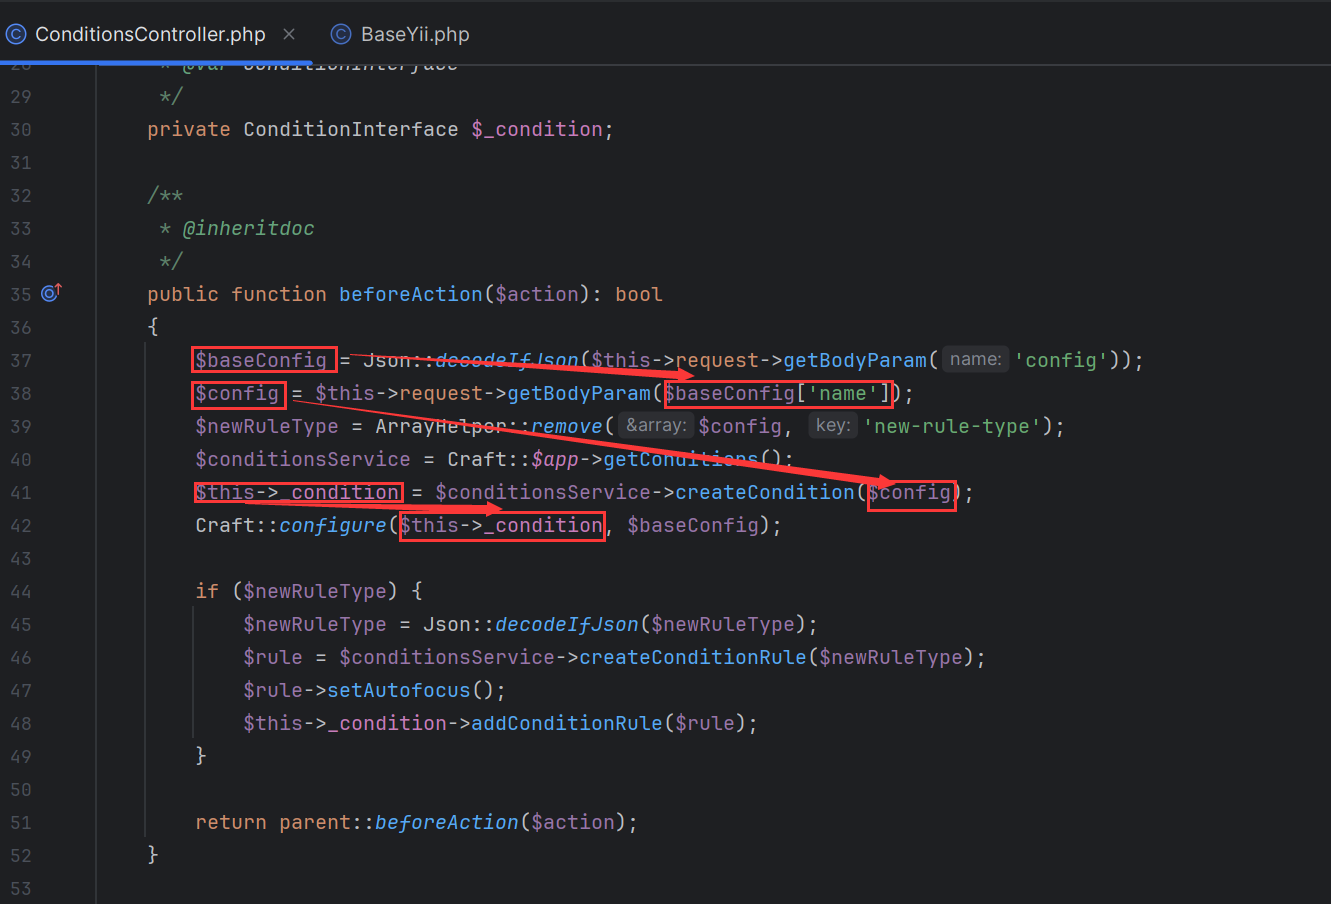 ConditionsController.php × BaseYii.php
28 * @var ConditionInterface
29 */
30 private ConditionInterface $_condition;
31
32 /**
33 * @inheritdoc
34 */
35 public function beforeAction($action): bool
36 {
37 $baseConfig = Json::decodeIfJson($this->request->getBodyParam( name: 'config'));
38 $config = $this->request->getBodyParam($baseConfig['name']);
39 $newRuleType = ArrayHelper::remove( &array: $config, key: 'new-rule-type');
40 $conditionsService = Craft::$app->getConditions();
41 $this->_condition = $conditionsService->createCondition($config);
42 Craft::configure($this->_condition, $baseConfig);
43
44 if ($newRuleType) {
45 $newRuleType = Json::decodeIfJson($newRuleType);
46 $rule = $conditionsService->createConditionRule($newRuleType);
47 $rule->setAutofocus();
48 $this->_condition->addConditionRule($rule);
49 }
50
51 return parent::beforeAction($action);
52 }
53